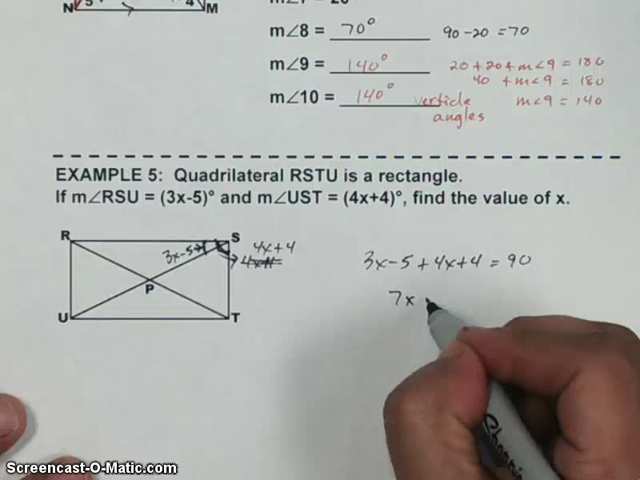 N 5 4 M
m∠8 = 70° 90-20 =70
m∠9 = 140° 20+20+m<9 = 180
40 +m<9 = 180
m∠10 = 140° verticle angles m<9 = 140
EXAMPLE 5: Quadrilateral RSTU is a rectangle.
If m∠RSU = (3x-5)° and m∠UST = (4x+4)°, find the value of x.
R S
3x-5 4x+4
P
U T
3x-5+4x+4 = 90
7x
Sharpie
Screencast-O-Matic.com